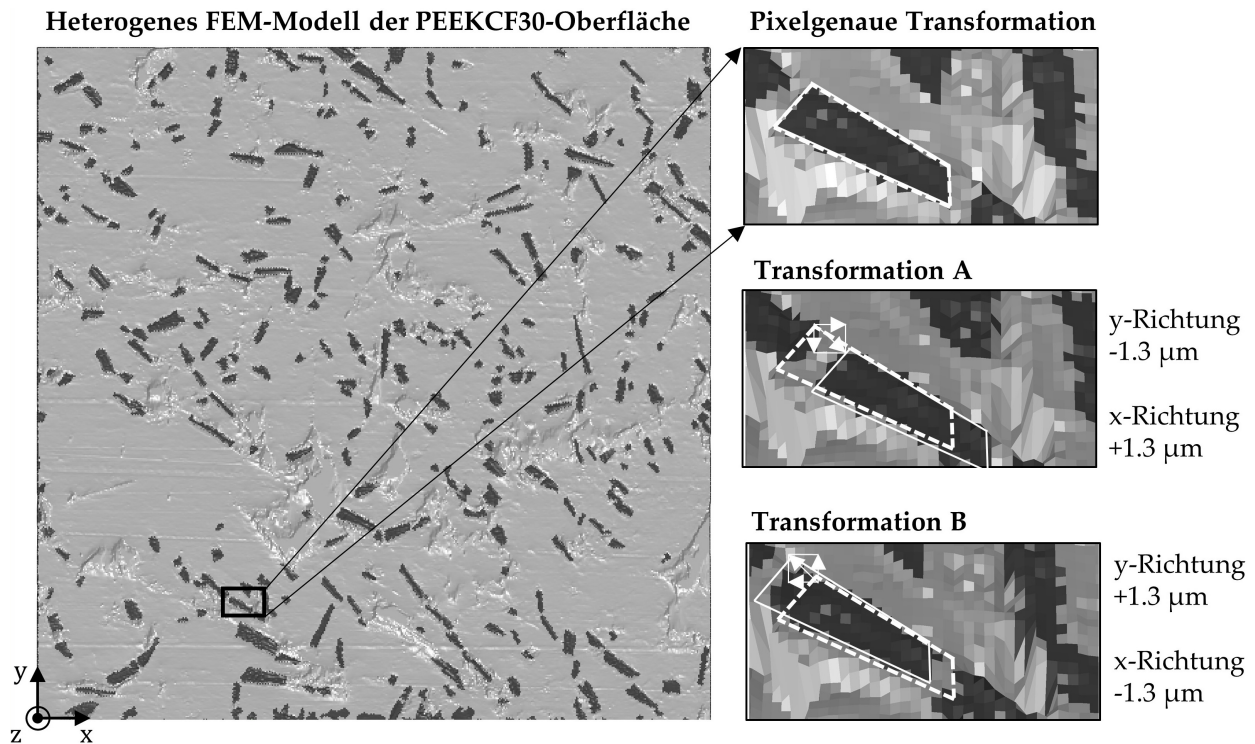 Heterogenes FEM-Modell der PEEKCF30-Oberfläche
Pixelgenaue Transformation
Transformation A
y-Richtung
-1.3 µm
x-Richtung
+1.3 µm
Transformation B
y-Richtung
+1.3 µm
x-Richtung
-1.3 µm
y
z
x